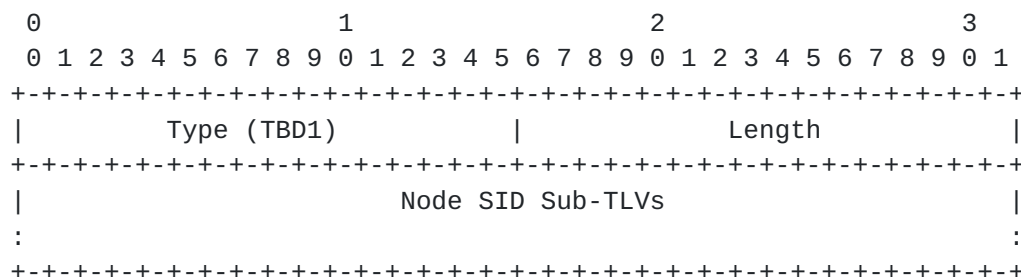 0                   1                   2                   3
 0 1 2 3 4 5 6 7 8 9 0 1 2 3 4 5 6 7 8 9 0 1 2 3 4 5 6 7 8 9 0 1
+-+-+-+-+-+-+-+-+-+-+-+-+-+-+-+-+-+-+-+-+-+-+-+-+-+-+-+-+-+-+-+-+
|         Type (TBD1)           |             Length            |
+-+-+-+-+-+-+-+-+-+-+-+-+-+-+-+-+-+-+-+-+-+-+-+-+-+-+-+-+-+-+-+-+
|                        Node SID Sub-TLVs                      |
:                                                               :
+-+-+-+-+-+-+-+-+-+-+-+-+-+-+-+-+-+-+-+-+-+-+-+-+-+-+-+-+-+-+-+-+